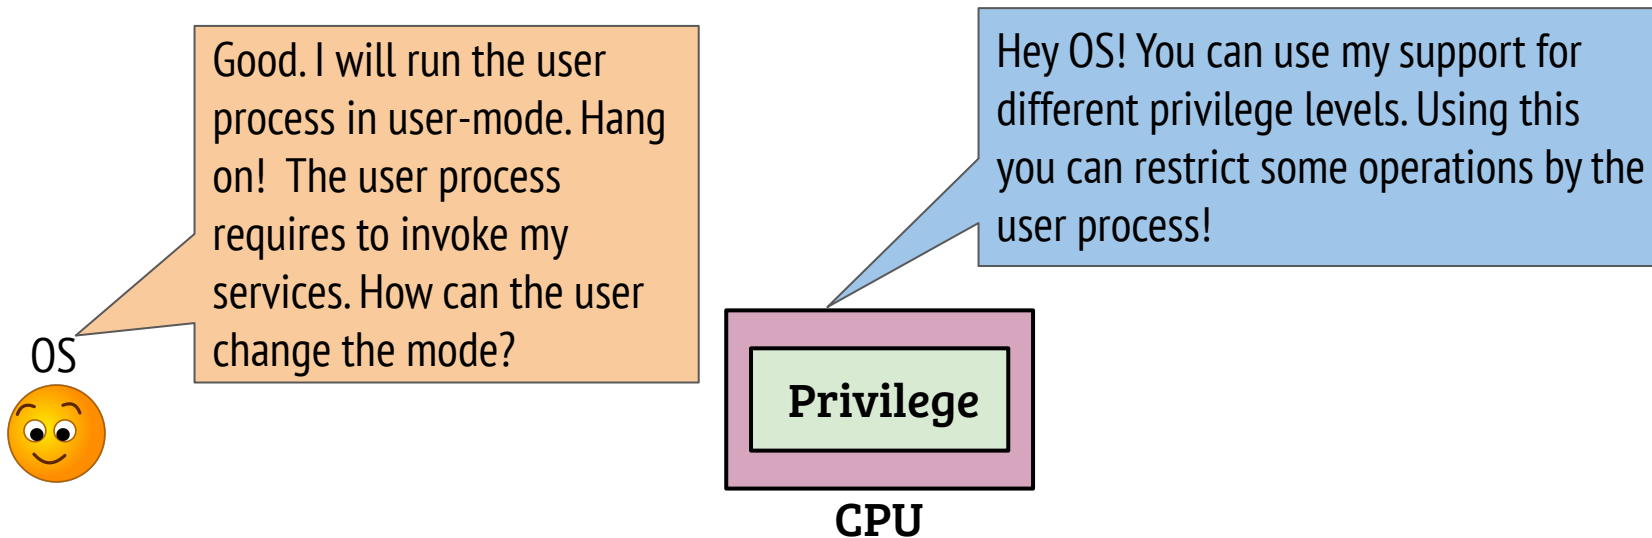 Good. I will run the user
process in user-mode. Hang
on! The user process
requires to invoke my
services. How can the user
change the mode?
Hey OS! You can use my support for
different privilege levels. Using this
you can restrict some operations by the
user process!
OS
Privilege
CPU